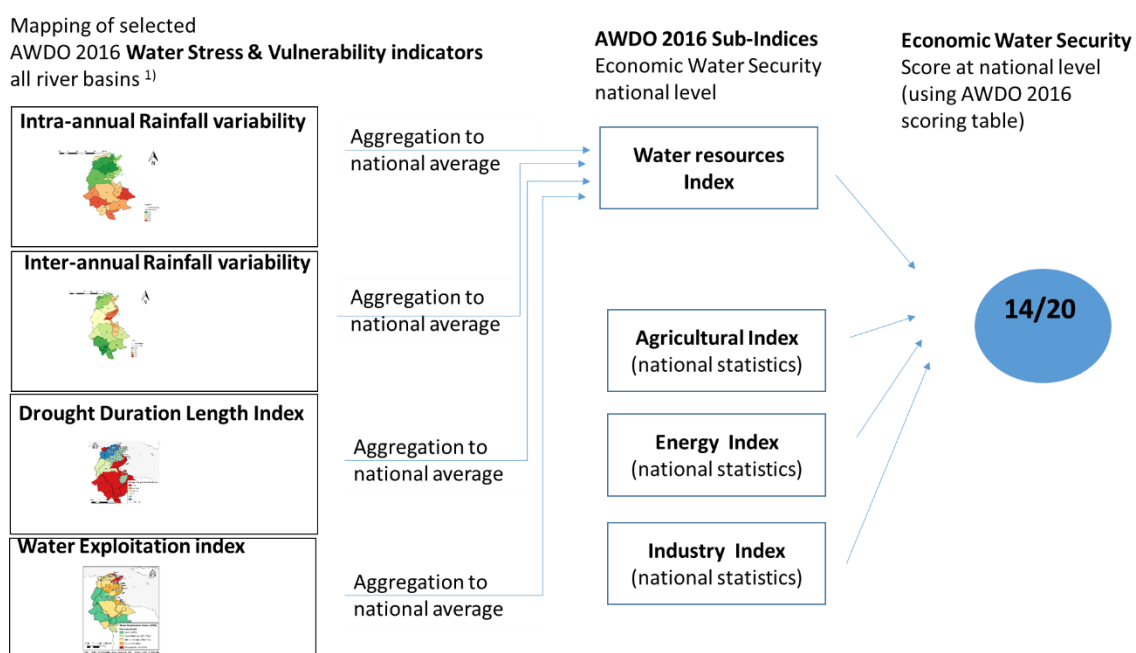 Mapping of selected
AWDO 2016 Water Stress & Vulnerability indicators
all river basins 1)
Intra-annual Rainfall variability
N
Inter-annual Rainfall variability
Drought Duration Length Index
Water Exploitation index
Aggregation to
national average
Aggregation to
national average
Aggregation to
national average
Aggregation to
national average
AWDO 2016 Sub-Indices
Economic Water Security
national level
Water resources
Index
Agricultural Index
(national statistics)
Energy Index
(national statistics)
Industry Index
(national statistics)
Economic Water Security
Score at national level
(using AWDO 2016
scoring table)
14/20